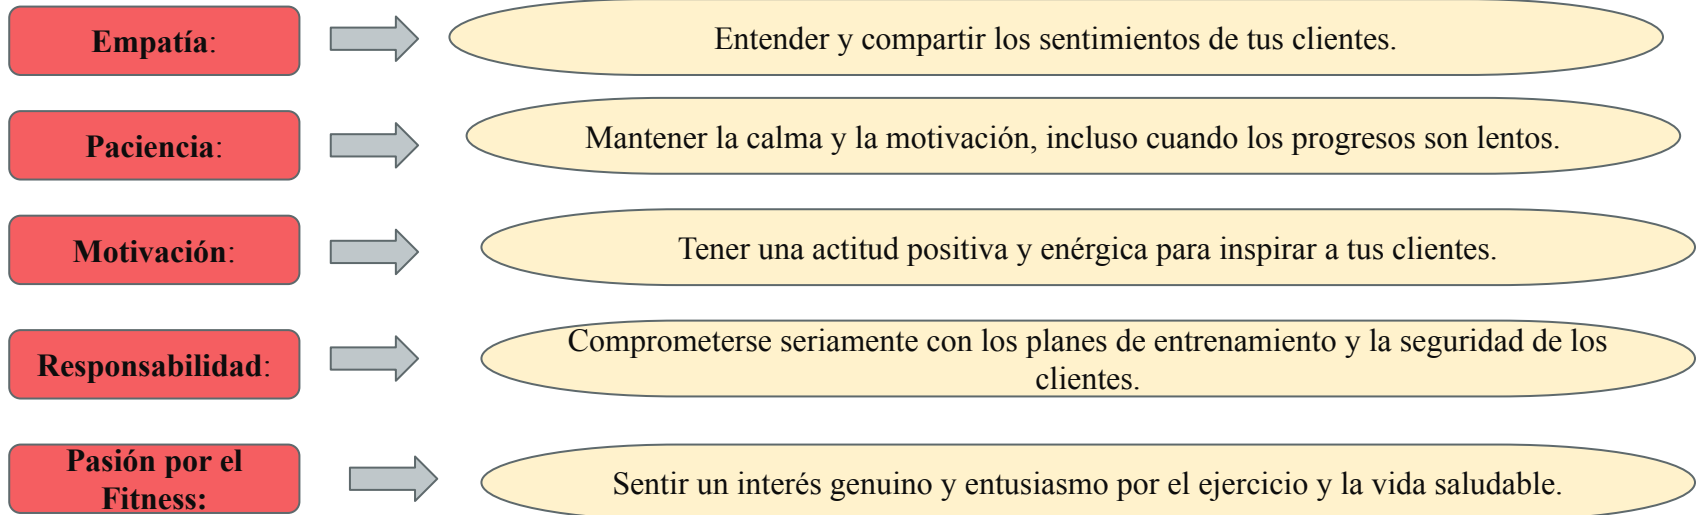 Empatía:
Entender y compartir los sentimientos de tus clientes.
Paciencia:
Mantener la calma y la motivación, incluso cuando los progresos son lentos.
Motivación:
Tener una actitud positiva y enérgica para inspirar a tus clientes.
Responsabilidad:
Comprometerse seriamente con los planes de entrenamiento y la seguridad de los
clientes.
Pasión por el
Fitness:
Sentir un interés genuino y entusiasmo por el ejercicio y la vida saludable.